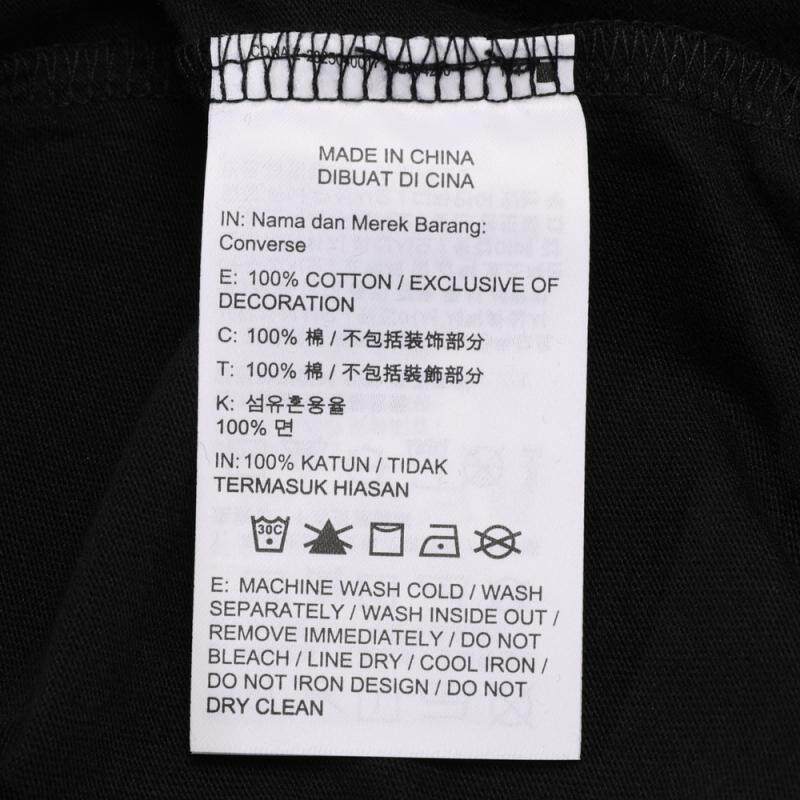 MADE IN CHINA
DIBUAT DI CINA
IN: Nama dan Merek Barang:
Converse
E: 100% COTTON / EXCLUSIVE OF
DECORATION
C: 100% 棉 / 不包括装饰部分
T: 100% 棉 / 不包括裝飾部分
K: 섬유혼용율
100% 면
IN: 100% KATUN / TIDAK
TERMASUK HIASAN
30C
E: MACHINE WASH COLD / WASH
SEPARATELY / WASH INSIDE OUT /
REMOVE IMMEDIATELY / DO NOT
BLEACH / LINE DRY / COOL IRON /
DO NOT IRON DESIGN / DO NOT
DRY CLEAN